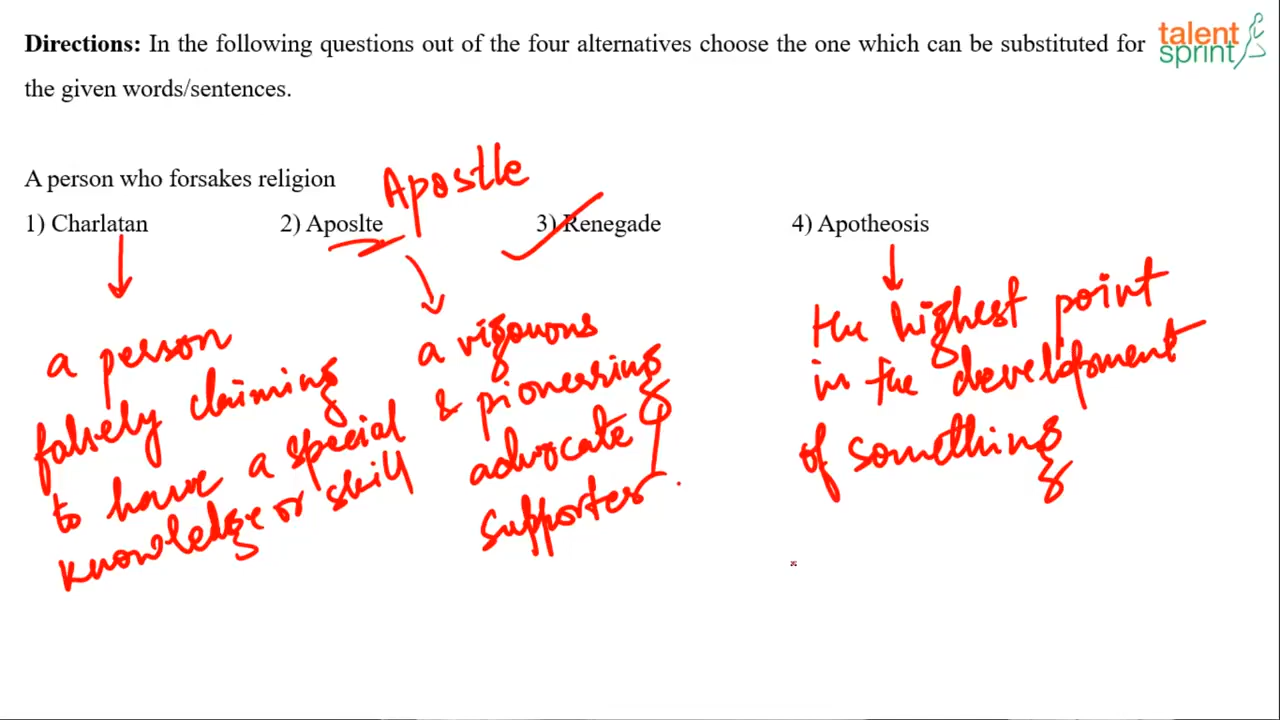 Directions: In the following questions out of the four alternatives choose the one which can be substituted for
the given words/sentences.
talent
sprint
A person who forsakes religion
Apostle
1) Charlatan 2) Aposlte 3) Renegade 4) Apotheosis
a person
falsely claiming
to have a special
knowledge or skill
a vigorous
& pioneering
advocate /
supporter.
the highest point
in the development
of something